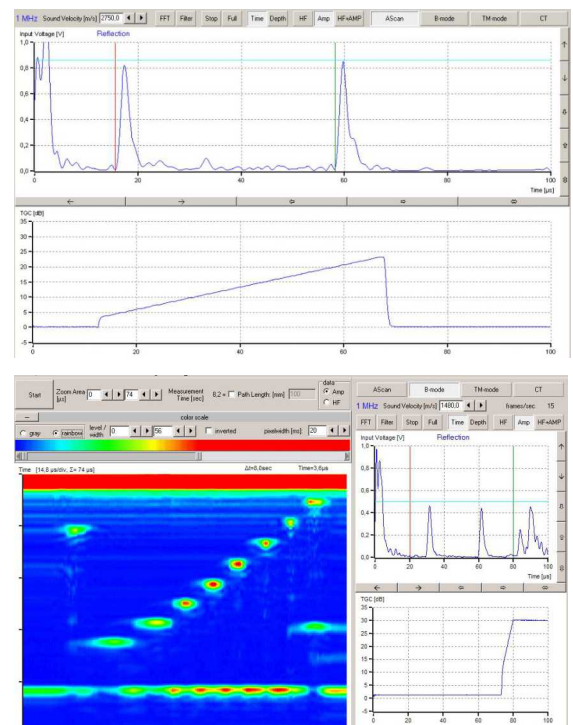 1 MHz Sound Velocity [m/s] 2750,0 FFT Filter Stop Full Time Depth HF Amp HF+AMP AScan B-mode TM-mode CT
Input Voltage [V] Reflection
1,0
0,8
0,6
0,4
0,2
0,0
0 20 40 60 80 100
Time [µs]
TGC [dB]
35
30
25
20
15
10
5
0
-5
0 20 40 60 80 100
Start Zoom Area [µs] 0 74 Measurement Time [sec] 8,2 = Path Length: [mm] 100 data Amp HF
color scale
gray rainbow level / width 0 56 inverted pixelwidth [ms]: 20
Time [14,8 µs/div, Σ= 74 µs] Δt=8,0sec Time=3,6µs
AScan B-mode TM-mode CT
1 MHz Sound Velocity [m/s] 1480,0 frames/sec 15
FFT Filter Stop Full Time Depth HF Amp HF+AMP
Input Voltage [V] Reflection
1,0
0,8
0,6
0,4
0,2
0,0
0 20 40 60 80 100
Time [µs]
TGC [dB]
35
30
25
20
15
10
5
0
-5
0 20 40 60 80 100